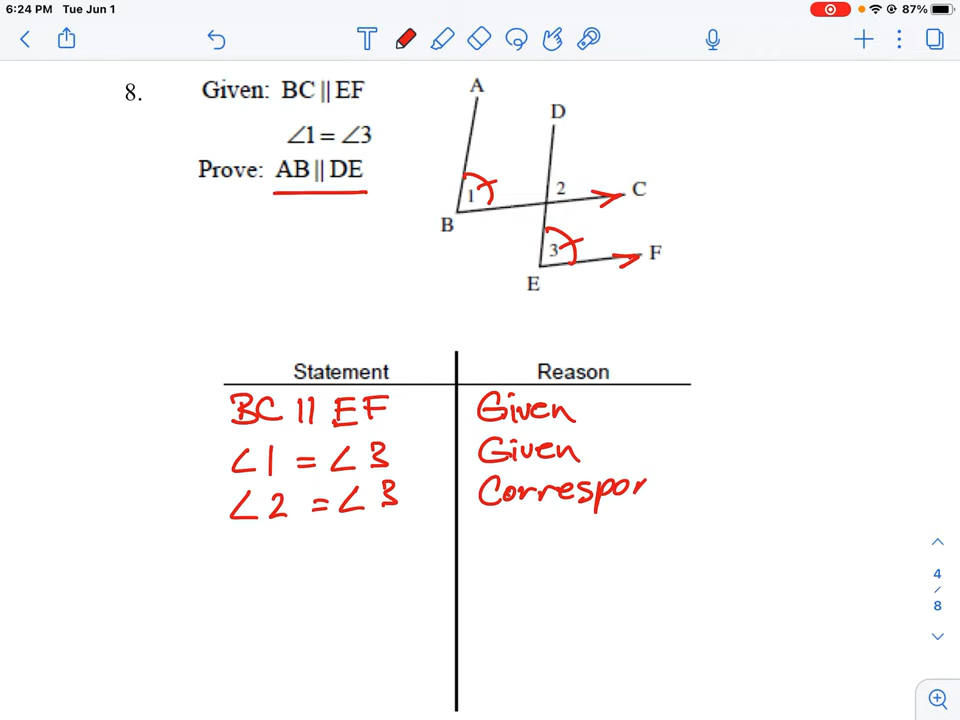 6:24 PM Tue Jun 1
87%
8.
Given: BC || EF
∠1 = ∠3
Prove: AB || DE
A
D
2
C
1
B
3
F
E
Statement Reason
BC || EF Given
∠1 = ∠3 Given
∠2 = ∠3 Correspor
4
/
8